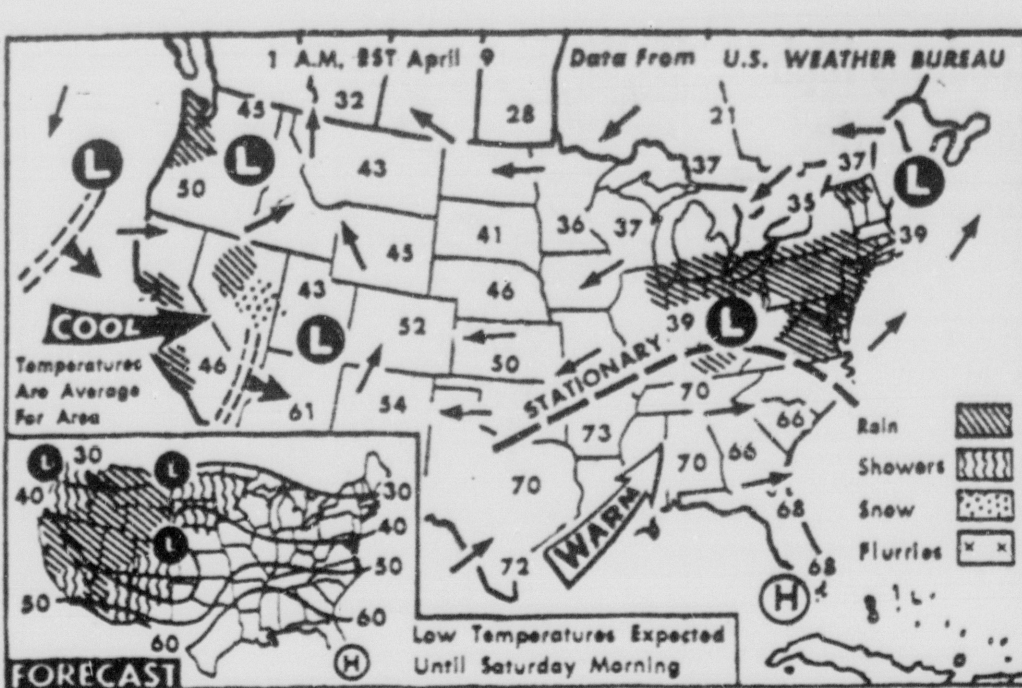 1 A.M. EST April 9 Data From U.S. WEATHER BUREAU
45 32 28 21
L L 43 37 37 L
50 35
36 37 39
41
45
43 46
COOL L 52 39 L
Temperatures 46 50 STATIONARY
Are Average 70
For Area 61 54 73 66
70 70 66
Rain
Showers
Snow
Flurries
68
WARM
72 68
H
L 30 L
40 30
L 40
50
50 60
60
H
FORECAST
Low Temperatures Expected
Until Saturday Morning